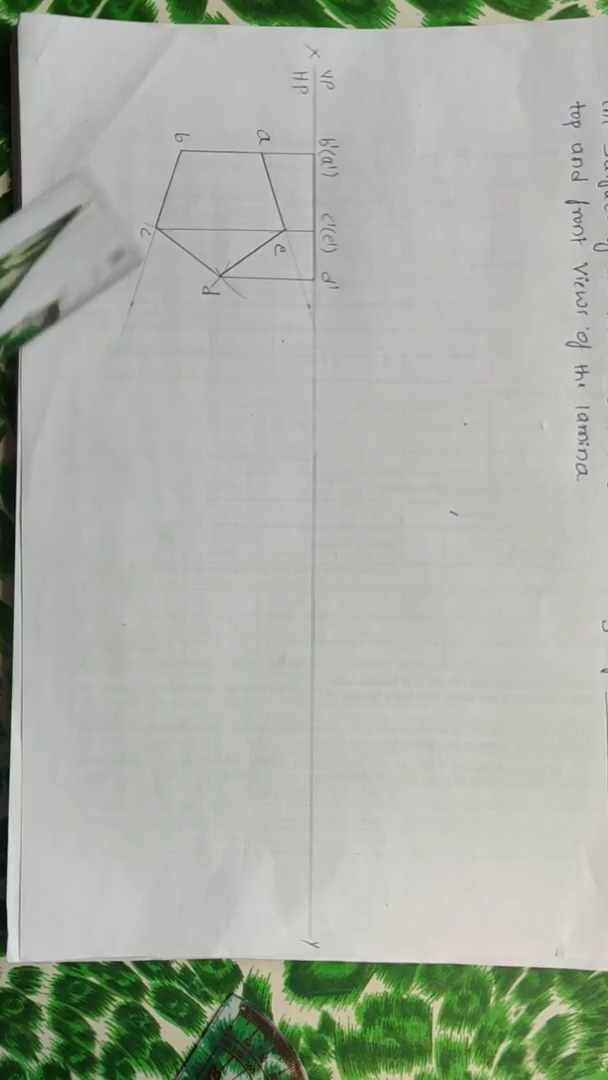 top and front views of the lamina
X
VP
HP
b'(a')
c'(e')
d'
a
b
e
c
d
Y